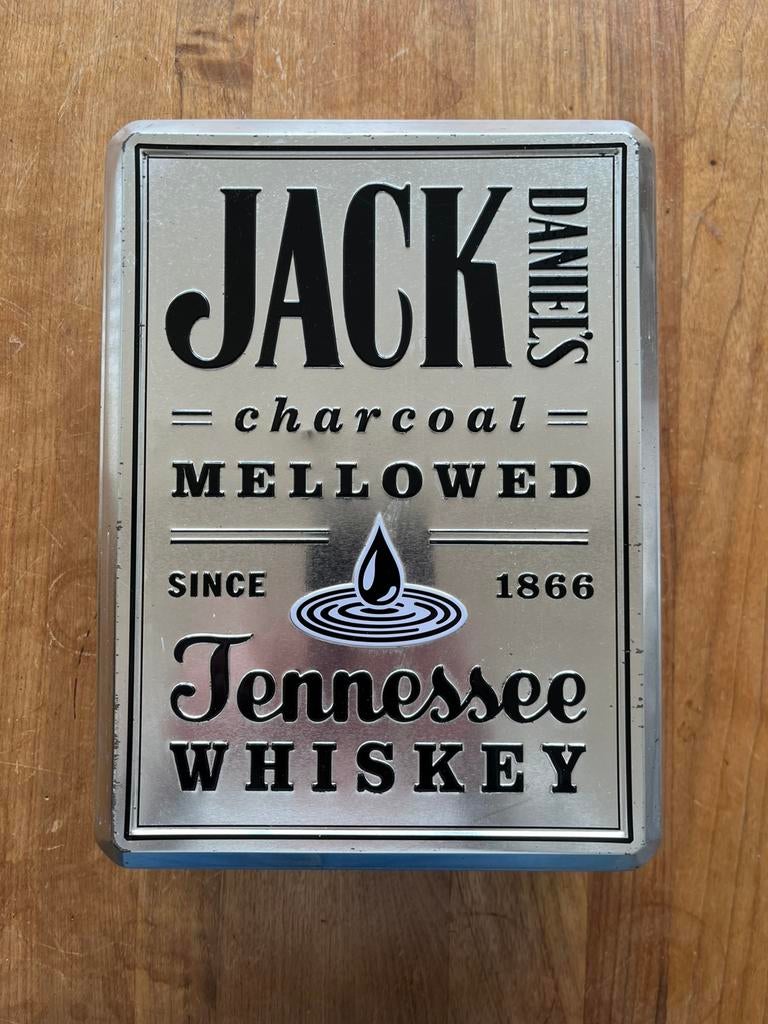 JACK DANIEL'S
charcoal
MELLOWED
SINCE 1866
Tennessee
WHISKEY